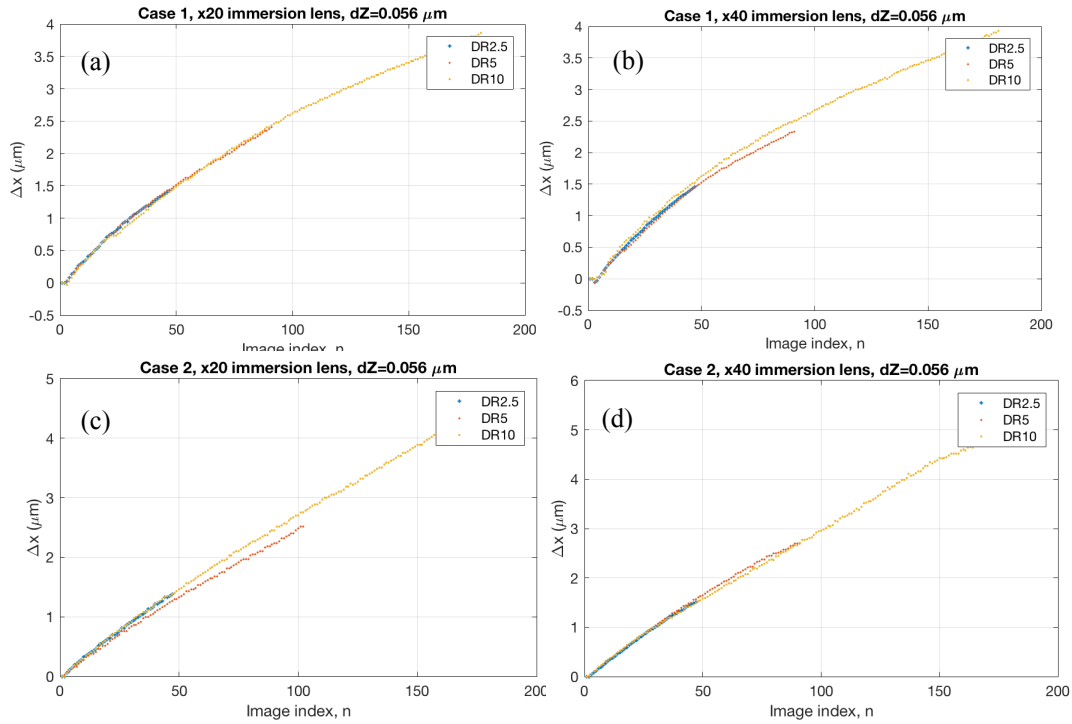 Case 1, x20 immersion lens, dZ=0.056 μm
(a)
DR2.5
DR5
DR10
4
3.5
3
2.5
2
1.5
1
0.5
0
-0.5
Δx (μm)
0
50
100
150
200
Image index, n
Case 1, x40 immersion lens, dZ=0.056 μm
(b)
DR2.5
DR5
DR10
4
3.5
3
2.5
2
1.5
1
0.5
0
-0.5
Δx (μm)
0
50
100
150
200
Image index, n
Case 2, x20 immersion lens, dZ=0.056 μm
(c)
DR2.5
DR5
DR10
5
4
3
2
1
0
Δx (μm)
0
50
100
150
200
Image index, n
Case 2, x40 immersion lens, dZ=0.056 μm
(d)
DR2.5
DR5
DR10
6
5
4
3
2
1
0
Δx (μm)
0
50
100
150
200
Image index, n